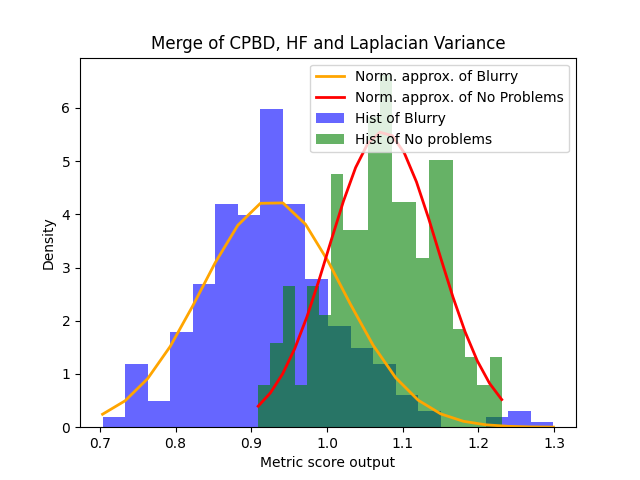 Merge of CPBD, HF and Laplacian Variance
Norm. approx. of Blurry
Norm. approx. of No Problems
Hist of Blurry
Hist of No problems
Density
6
5
4
3
2
1
0
0.7 0.8 0.9 1.0 1.1 1.2 1.3
Metric score output